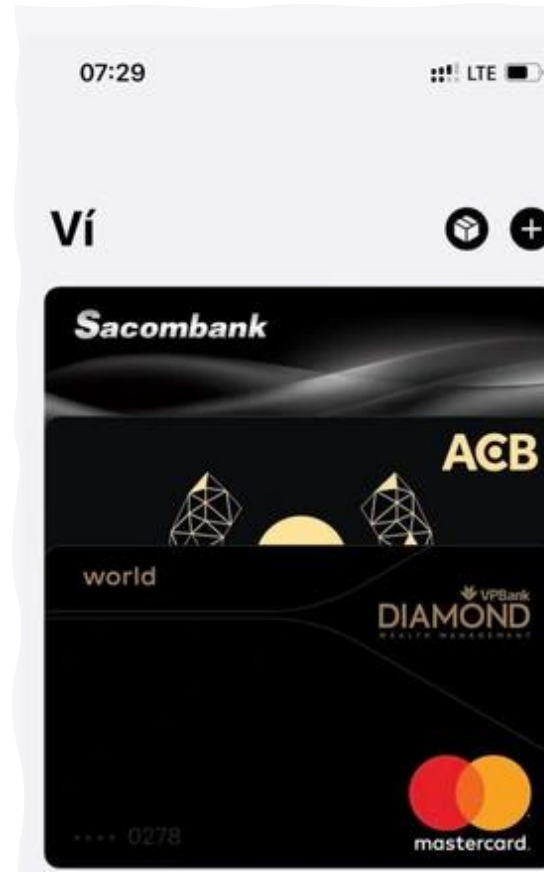 07:29 LTE
Ví
Sacombank
ACB
world
VPBank
DIAMOND
WEALTH MANAGEMENT
•••• 0278
mastercard.